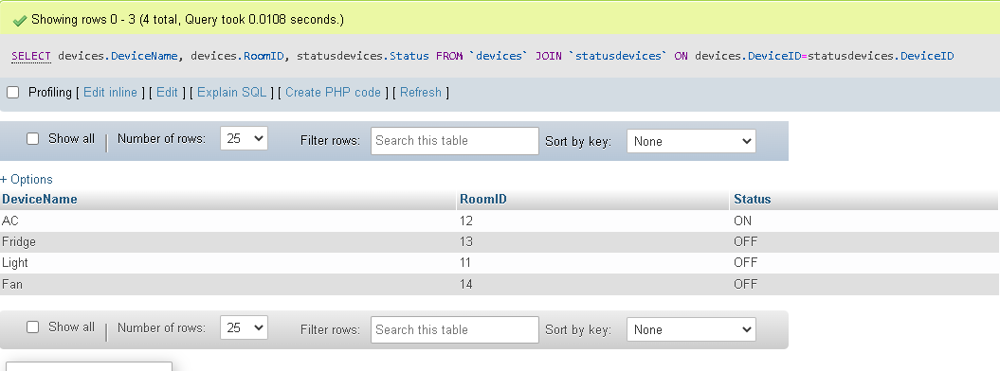 Showing rows 0 - 3 (4 total, Query took 0.0108 seconds.)
SELECT devices.DeviceName, devices.RoomID, statusdevices.Status FROM `devices` JOIN `statusdevices` ON devices.DeviceID=statusdevices.DeviceID
Profiling [ Edit inline ] [ Edit ] [ Explain SQL ] [ Create PHP code ] [ Refresh ]
Show all Number of rows: 25 Filter rows: Search this table Sort by key: None
+ Options
DeviceName RoomID Status
AC 12 ON
Fridge 13 OFF
Light 11 OFF
Fan 14 OFF
Show all Number of rows: 25 Filter rows: Search this table Sort by key: None